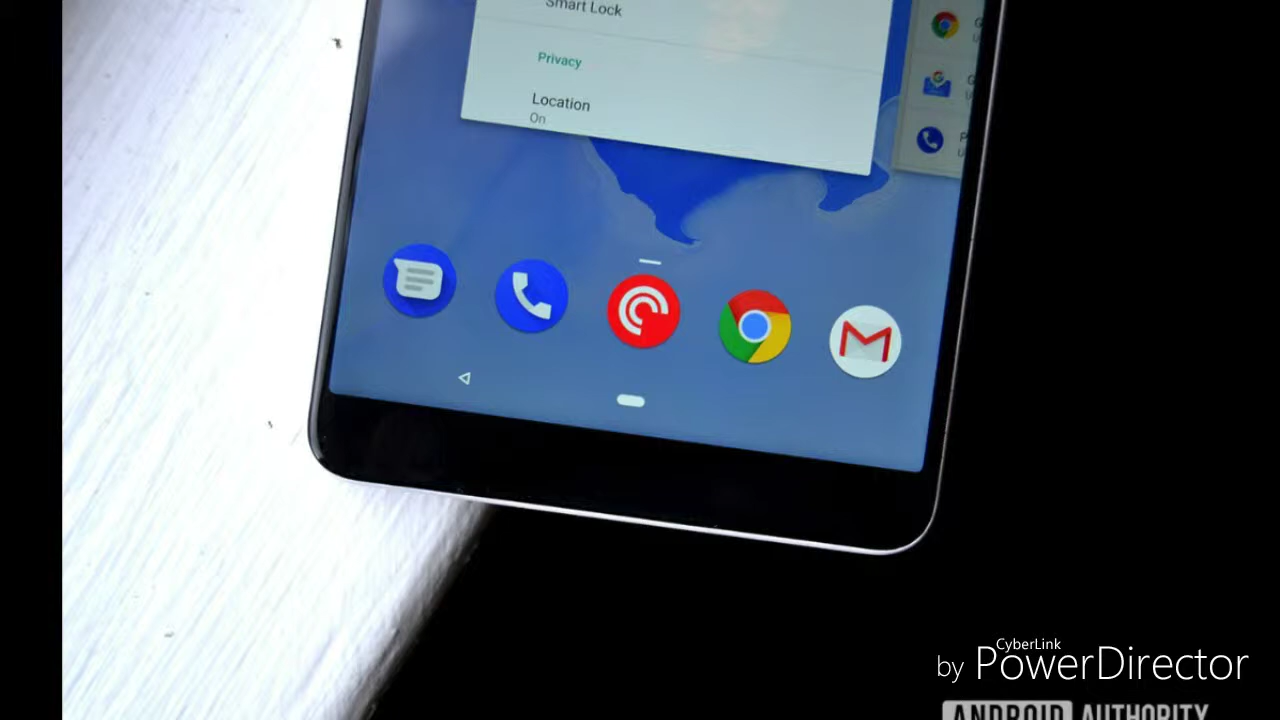 Smart Lock
Privacy
Location
On
CyberLink
by PowerDirector
ANDROID AUTHORITY